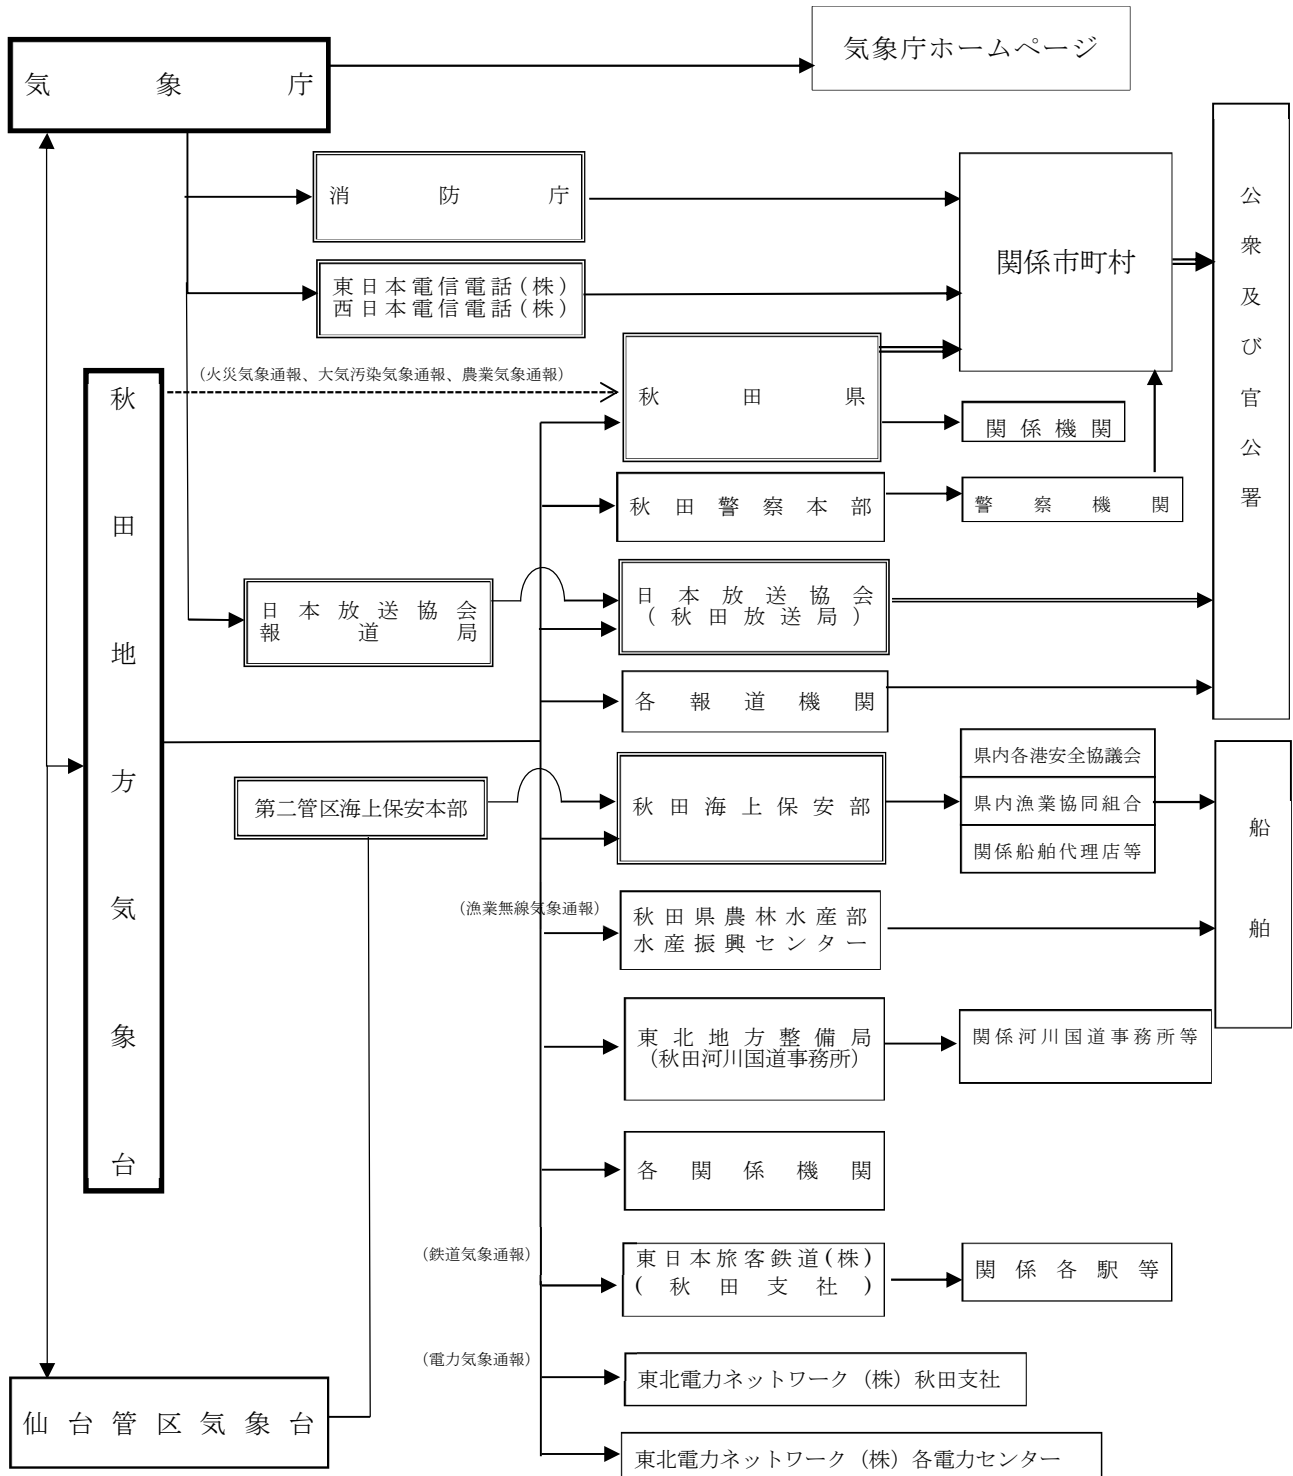 気象庁ホームページ
気象庁
消防庁
東日本電信電話(株)
西日本電信電話(株)
関係市町村
公衆及び官公署
(火災気象通報、大気汚染気象通報、農業気象通報)
秋田県
関係機関
秋田警察本部
警察機関
秋田地方気象台
日本放送協会
報道局
日本放送協会
(秋田放送局)
各報道機関
第二管区海上保安本部
秋田海上保安部
県内各港安全協議会
県内漁業協同組合
関係船舶代理店等
船舶
(漁業無線気象通報)
秋田県農林水産部
水産振興センター
東北地方整備局
(秋田河川国道事務所)
関係河川国道事務所等
各関係機関
(鉄道気象通報)
東日本旅客鉄道(株)
(秋田支社)
関係各駅等
(電力気象通報)
東北電力ネットワーク(株)秋田支社
仙台管区気象台
東北電力ネットワーク(株)各電力センター